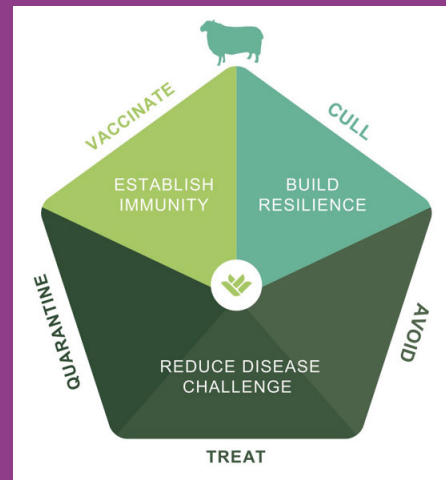 VACCINATE
CULL
ESTABLISH
IMMUNITY
BUILD
RESILIENCE
QUARANTINE
AVOID
REDUCE DISEASE
CHALLENGE
TREAT